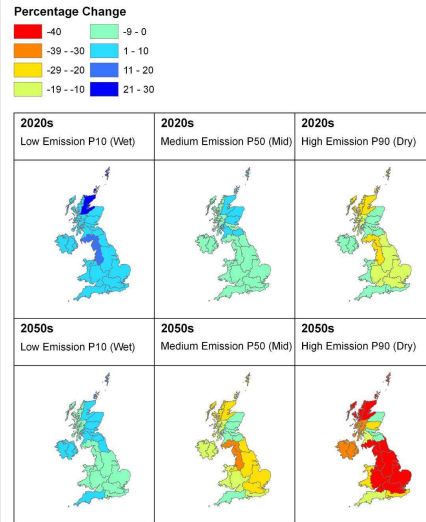 Percentage Change
-40
-39 - -30
-29 - -20
-19 - -10
-9 - 0
1 - 10
11 - 20
21 - 30
2020s
Low Emission P10 (Wet)
2020s
Medium Emission P50 (Mid)
2020s
High Emission P90 (Dry)
2050s
Low Emission P10 (Wet)
2050s
Medium Emission P50 (Mid)
2050s
High Emission P90 (Dry)